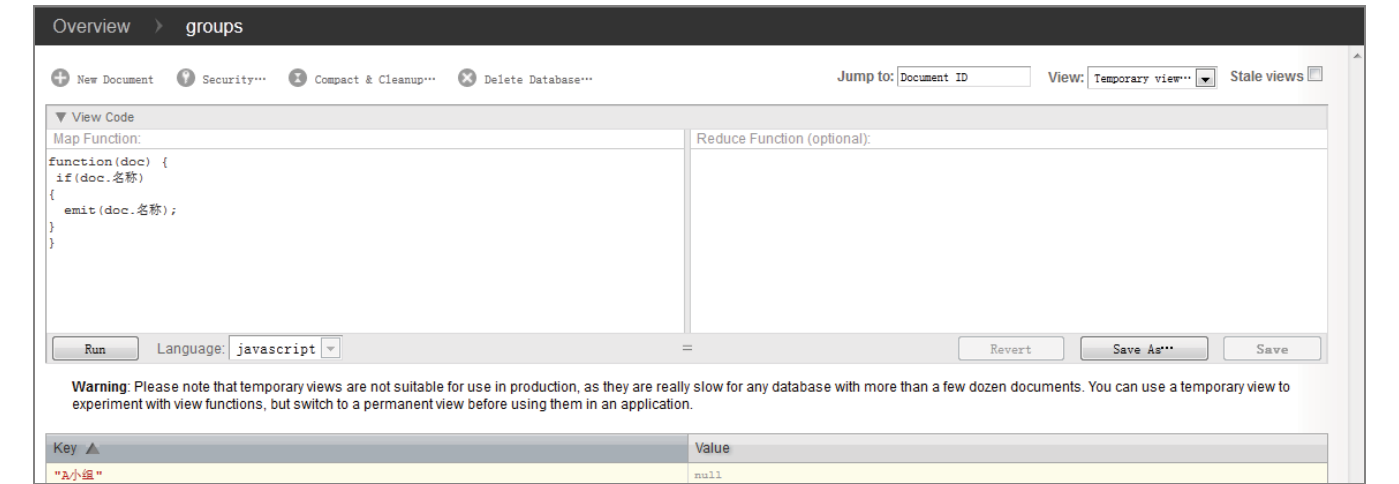 Overview > groups
New Document Security… Compact & Cleanup… Delete Database… Jump to: Document ID View: Temporary view… Stale views
View Code
Map Function: Reduce Function (optional):
function(doc) {
if(doc.名称)
{
emit(doc.名称);
}
}
Run Language: javascript = Revert Save As… Save
Warning: Please note that temporary views are not suitable for use in production, as they are really slow for any database with more than a few dozen documents. You can use a temporary view to
experiment with view functions, but switch to a permanent view before using them in an application.
Key Value
"A小组" null